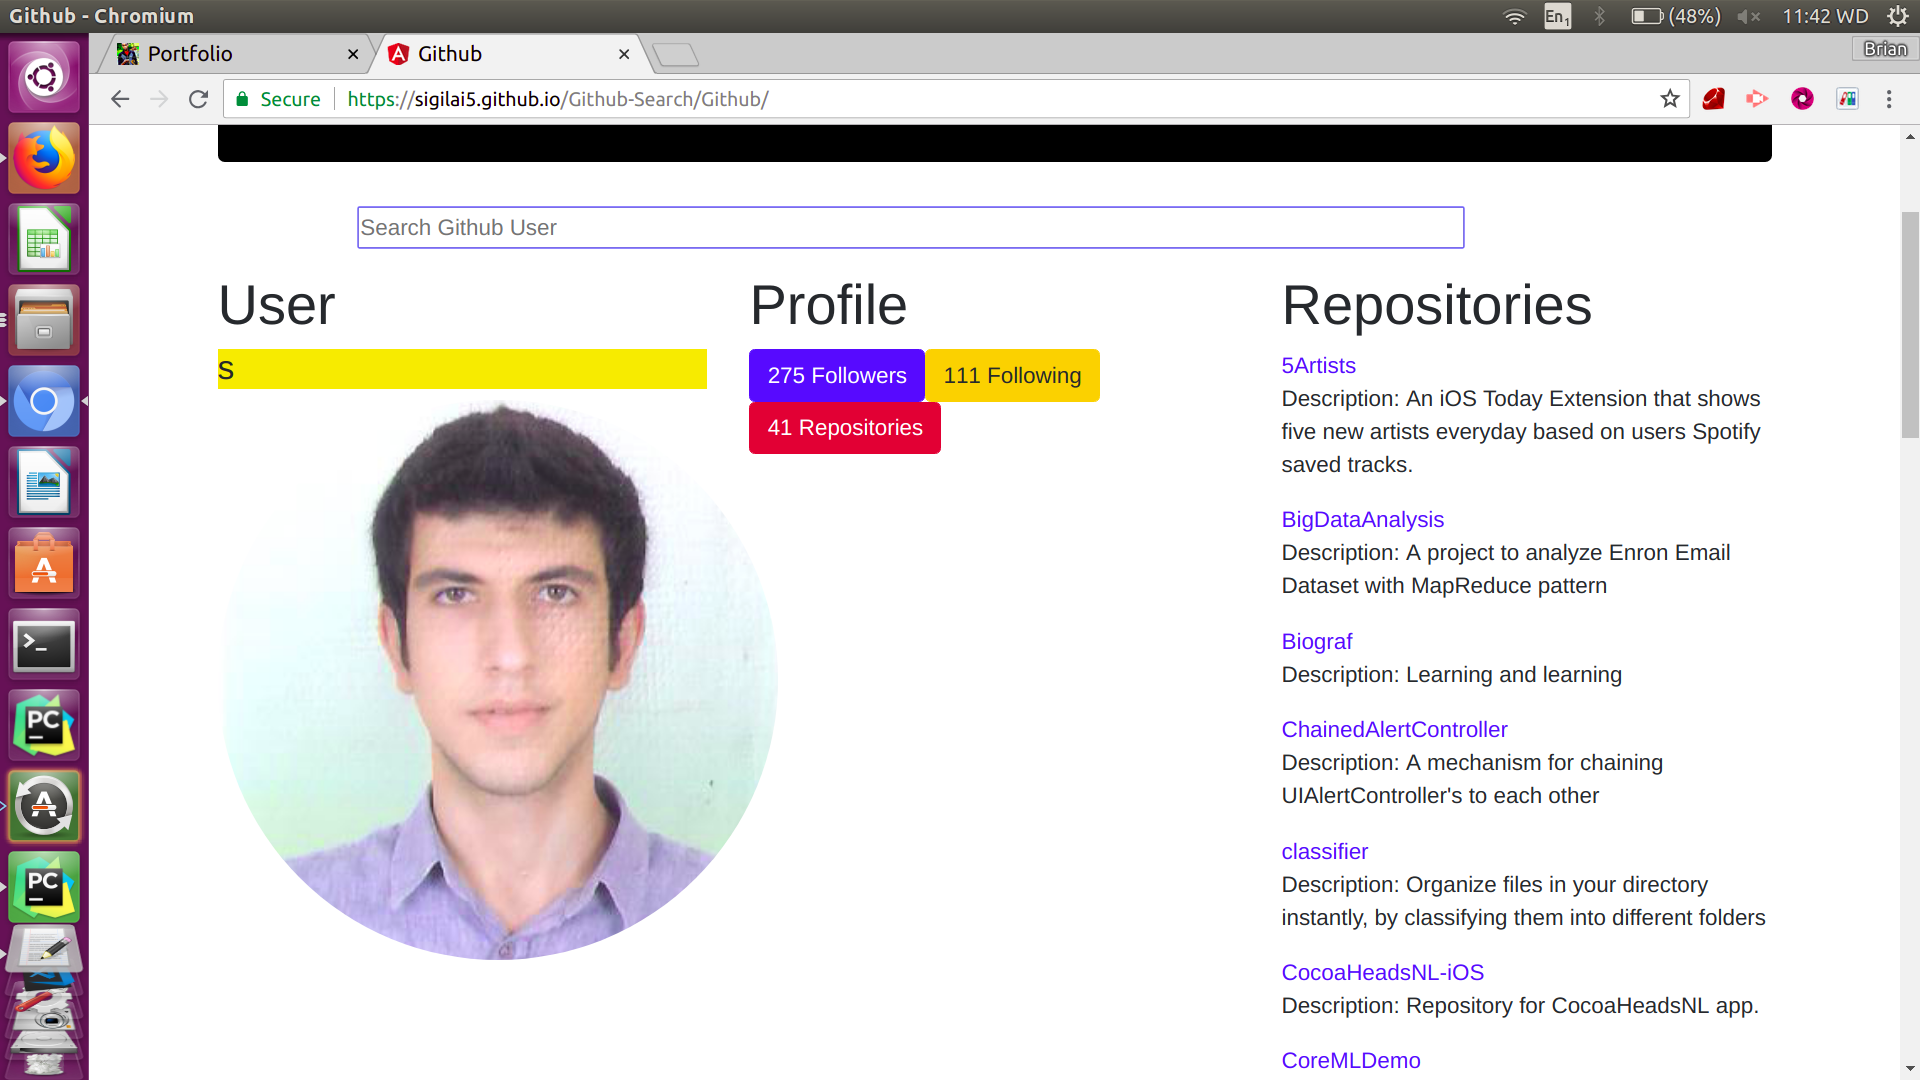 Github - Chromium
En1
(48%)
11:42 WD
Portfolio
Github
Brian
Secure
https://sigilai5.github.io/Github-Search/Github/
Search Github User
User
s
Profile
275 Followers
111 Following
41 Repositories
Repositories
5Artists
Description: An iOS Today Extension that shows
five new artists everyday based on users Spotify
saved tracks.
BigDataAnalysis
Description: A project to analyze Enron Email
Dataset with MapReduce pattern
Biograf
Description: Learning and learning
ChainedAlertController
Description: A mechanism for chaining
UIAlertController's to each other
classifier
Description: Organize files in your directory
instantly, by classifying them into different folders
CocoaHeadsNL-iOS
Description: Repository for CocoaHeadsNL app.
CoreMLDemo
>_
PC
PC